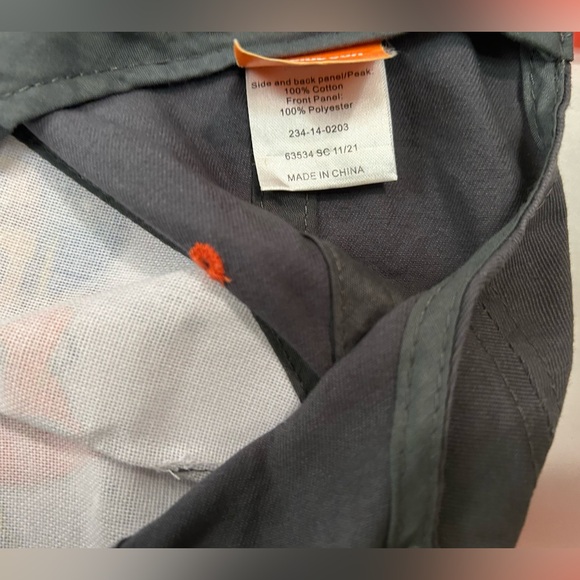 Side and back panel/Peak:
100% Cotton
Front Panel:
100% Polyester
234-14-0203
63534 SC 11/21
MADE IN CHINA